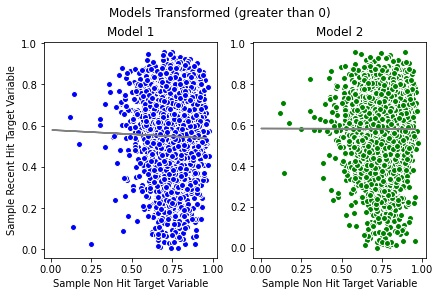 Models Transformed (greater than 0)
Model 1
Model 2
Sample Recent Hit Target Variable
1.0
0.8
0.6
0.4
0.2
0.0
0.00 0.25 0.50 0.75 1.00
Sample Non Hit Target Variable
1.0
0.8
0.6
0.4
0.2
0.0
0.00 0.25 0.50 0.75 1.00
Sample Non Hit Target Variable